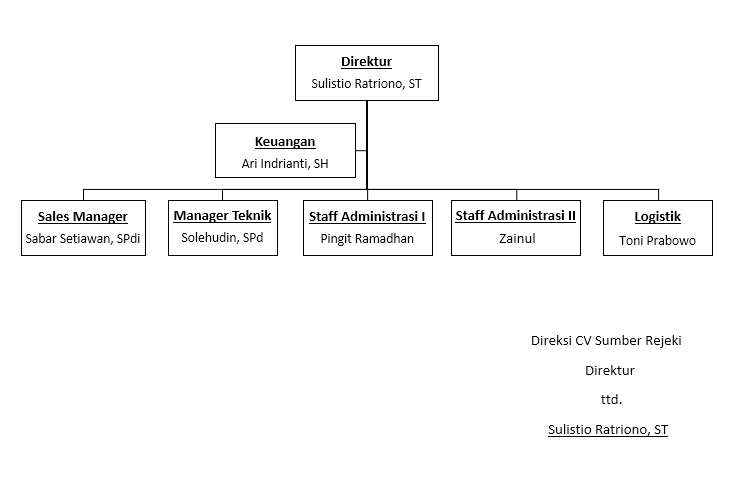 Direktur
Sulistio Ratriono, ST
Keuangan
Ari Indrianti, SH
Sales Manager
Sabar Setiawan, SPdi
Manager Teknik
Solehudin, SPd
Staff Administrasi I
Pingit Ramadhan
Staff Administrasi II
Zainul
Logistik
Toni Prabowo
Direksi CV Sumber Rejeki
Direktur
ttd.
Sulistio Ratriono, ST